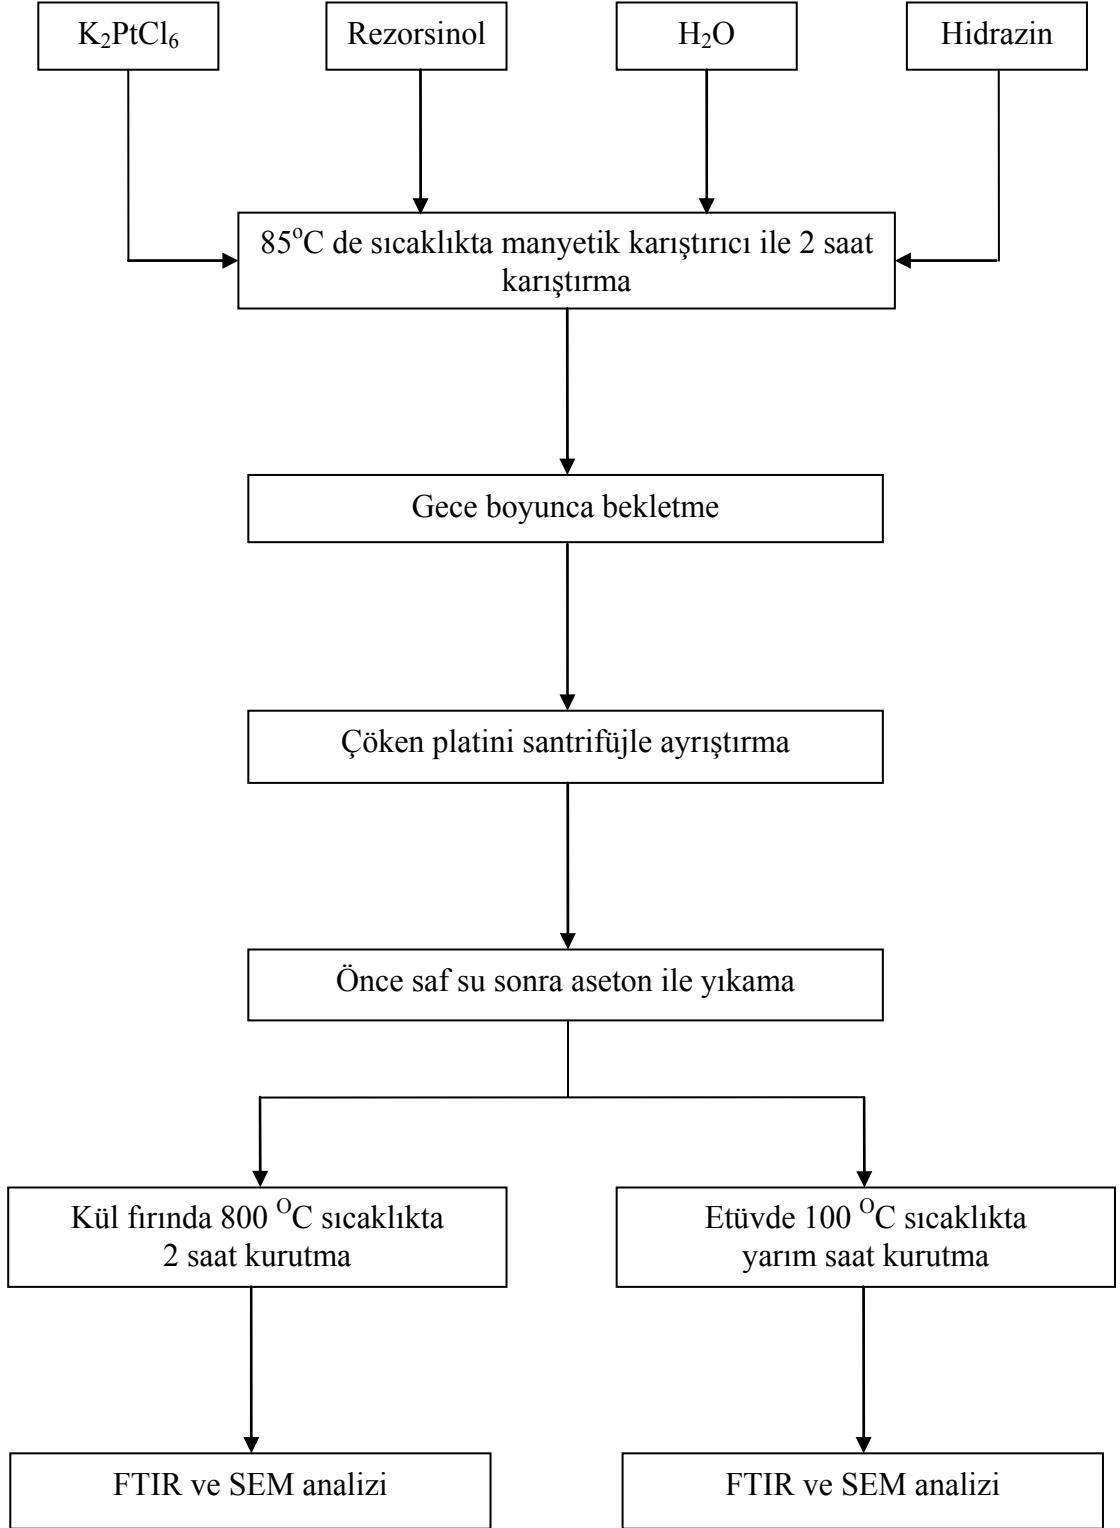 K₂PtCl₆
Rezorsinol
H₂O
Hidrazin
85°C de sıcaklıkta manyetik karıştırıcı ile 2 saat
karıştırma
Gece boyunca bekletme
Çöken platini santrifüjle ayrıştırma
Önce saf su sonra aseton ile yıkama
Kül fırında 800 ᴼC sıcaklıkta
2 saat kurutma
Etüvde 100 ᴼC sıcaklıkta
yarım saat kurutma
FTIR ve SEM analizi
FTIR ve SEM analizi